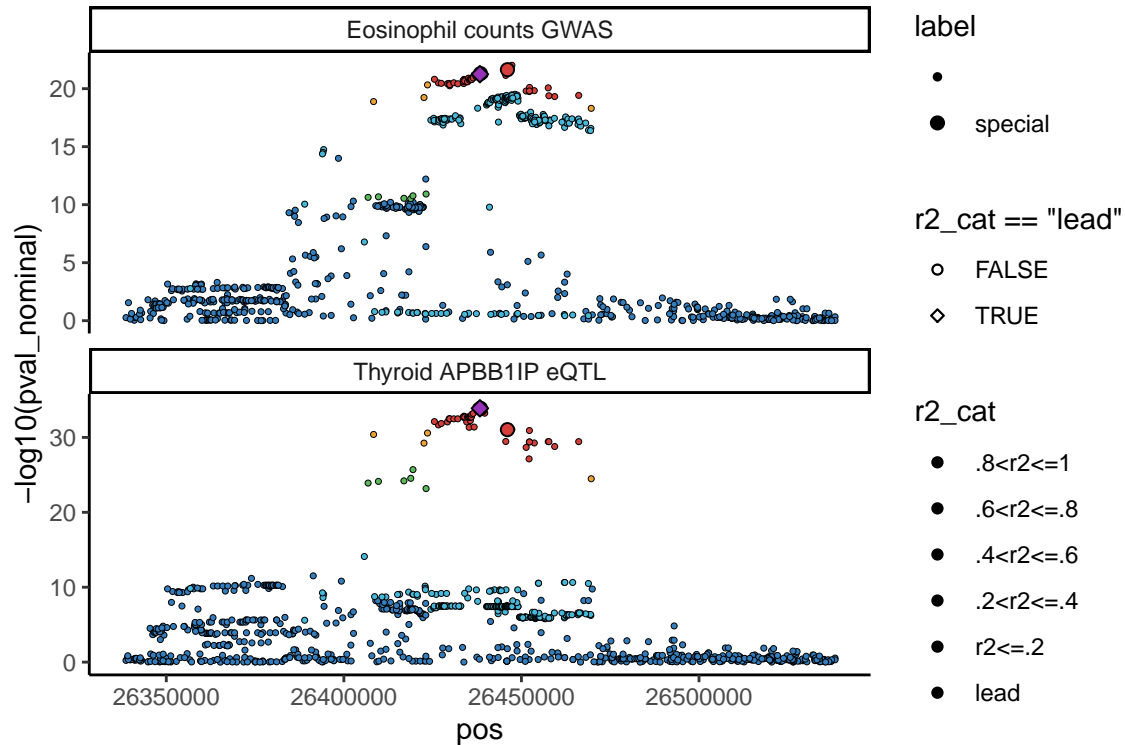 Eosinophil counts GWAS
20
15
10
5
0
Thyroid APBB1IP eQTL
30
20
10
0
−log10(pval_nominal)
26350000 26400000 26450000 26500000
pos
label
special
r2_cat == "lead"
FALSE
TRUE
r2_cat
.8<r2<=1
.6<r2<=.8
.4<r2<=.6
.2<r2<=.4
r2<=.2
lead